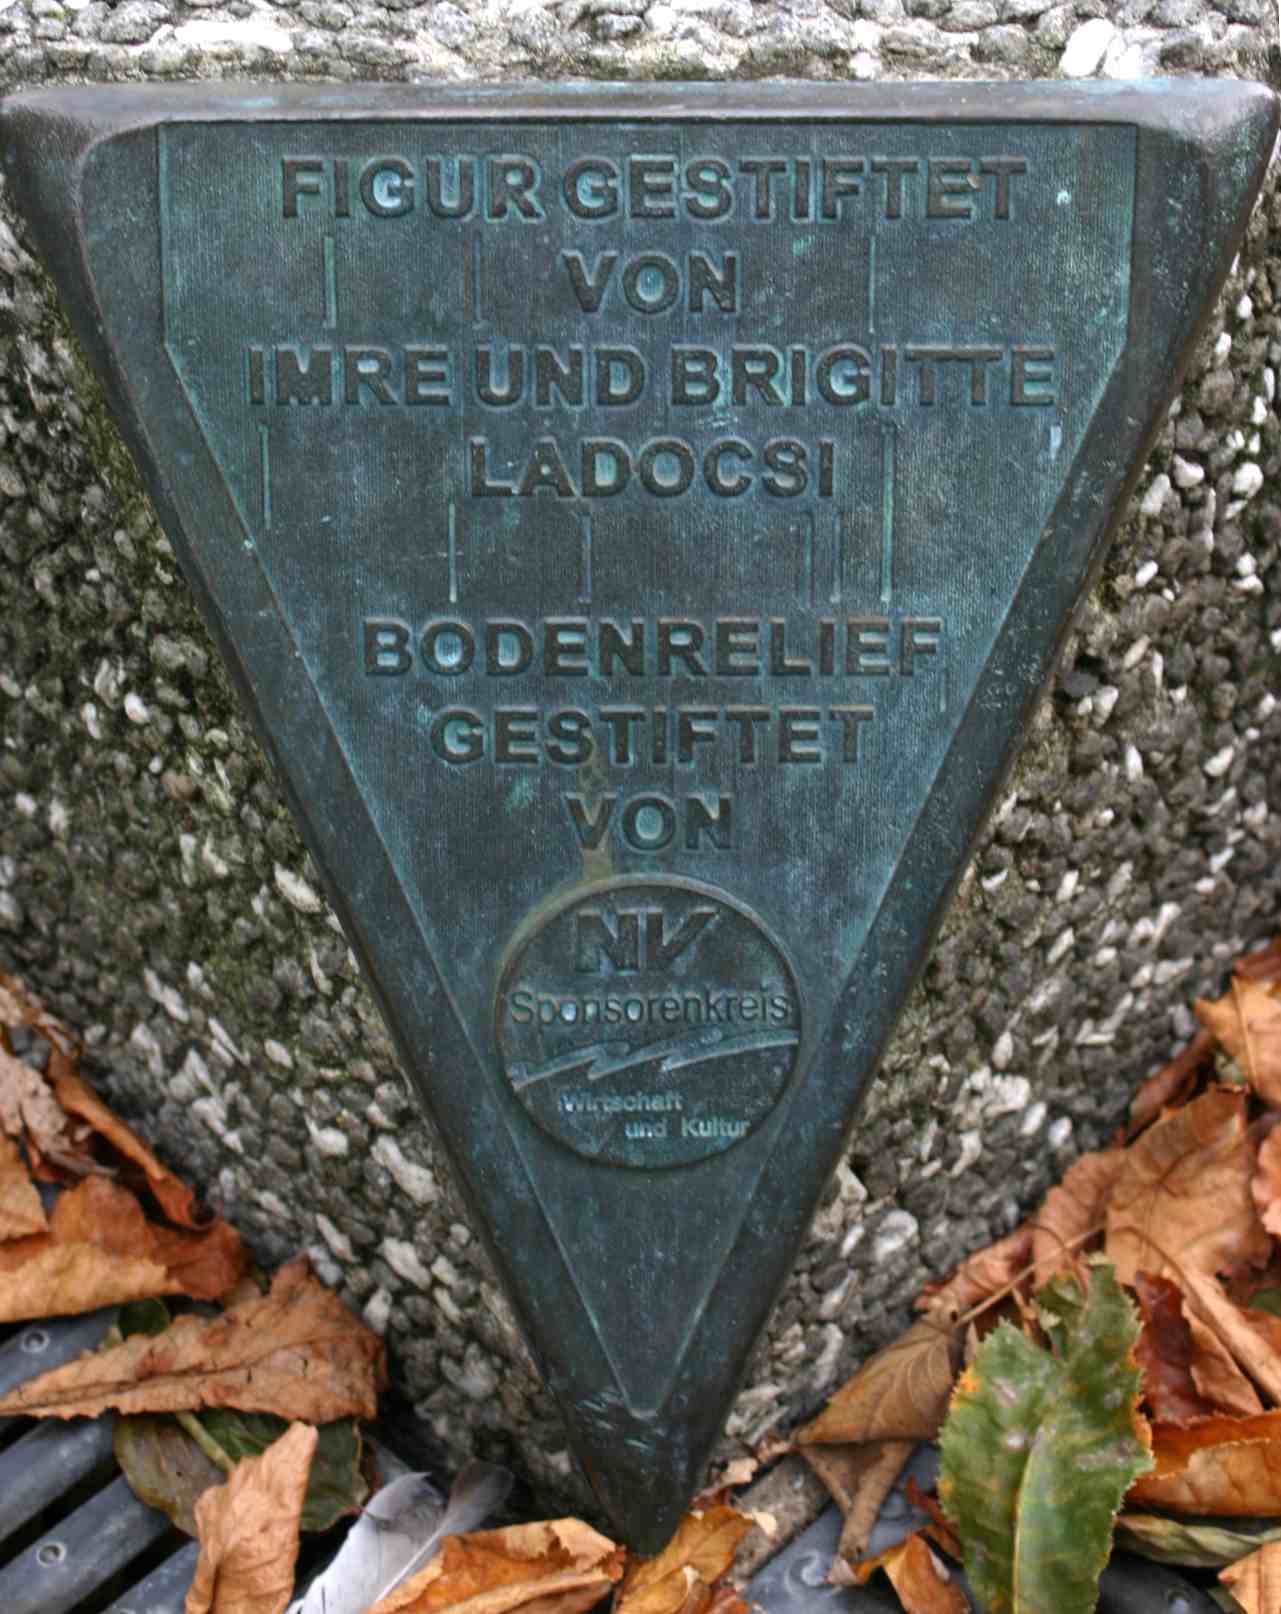 FIGUR GESTIFTET
VON
IMRE UND BRIGITTE
LADOCSI
BODENRELIEF
GESTIFTET
VON
NV
Sponsorenkreis
Wirtschaft
und Kultur